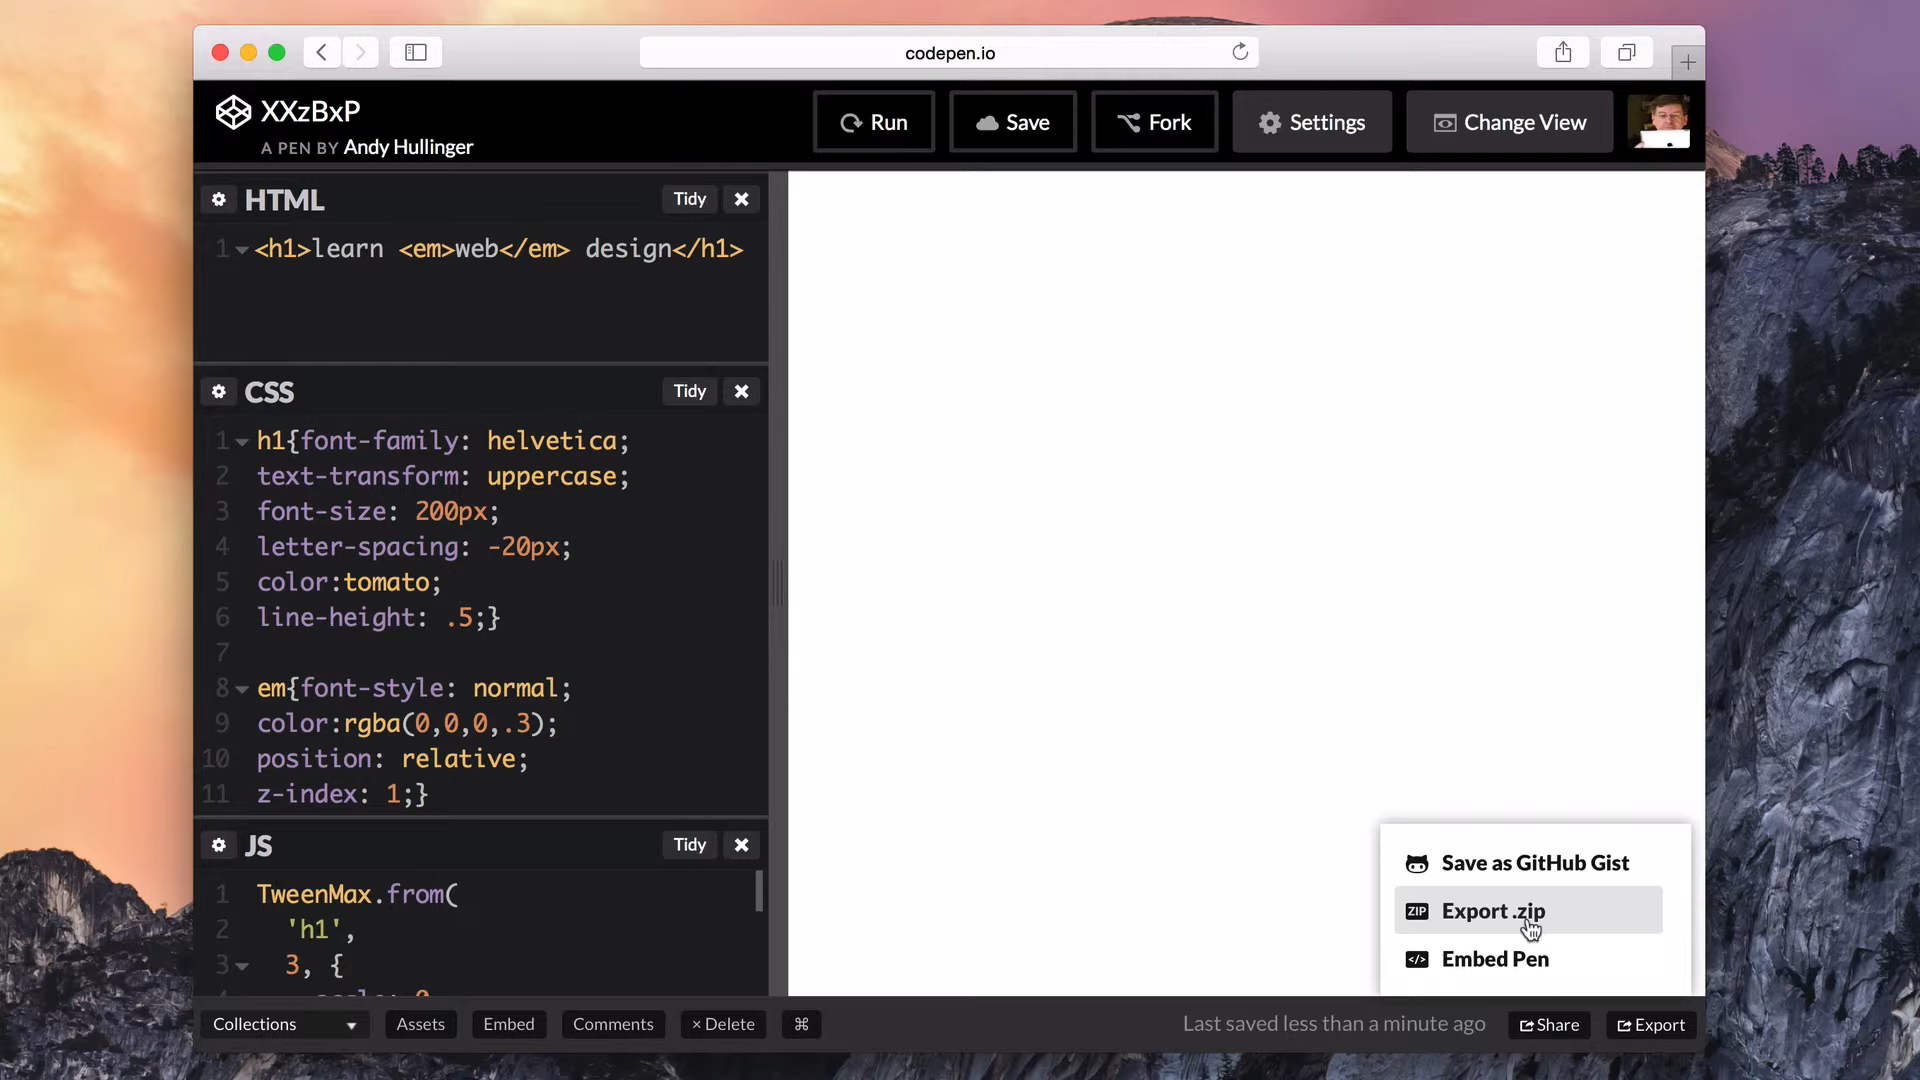 codepen.io
XXzBxP
A PEN BY Andy Hullinger
Run
Save
Fork
Settings
Change View
HTML
Tidy
1 <h1>learn <em>web</em> design</h1>
CSS
Tidy
1 h1{font-family: helvetica;
2 text-transform: uppercase;
3 font-size: 200px;
4 letter-spacing: -20px;
5 color:tomato;
6 line-height: .5;}
7
8 em{font-style: normal;
9 color:rgba(0,0,0,.3);
10 position: relative;
11 z-index: 1;}
JS
Tidy
1 TweenMax.from(
2 'h1',
3 3, {
Save as GitHub Gist
ZIP Export .zip
</> Embed Pen
Collections
Assets
Embed
Comments
× Delete
⌘
Last saved less than a minute ago
Share
Export